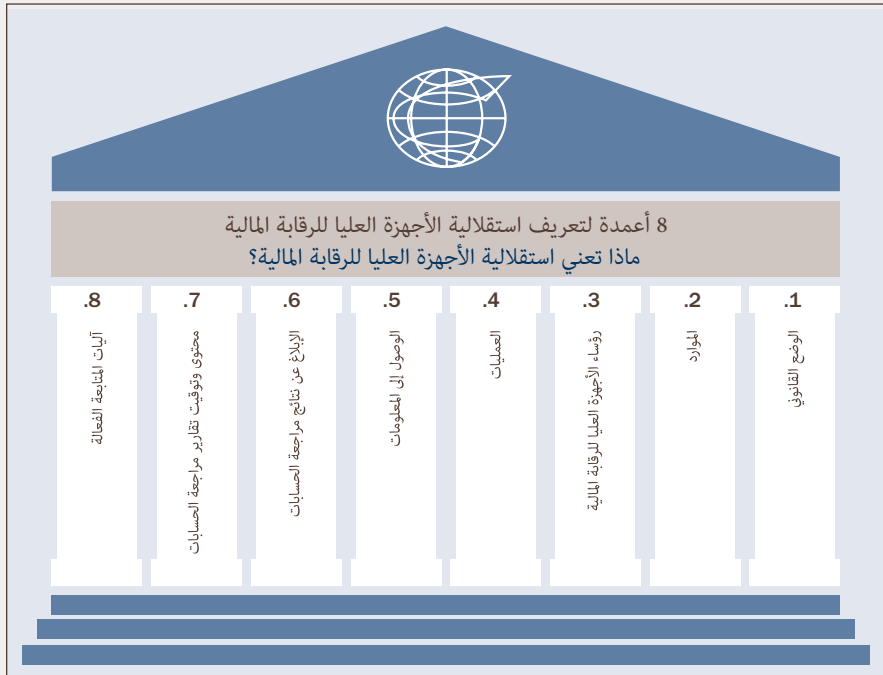 8 أعمدة لتعريف استقلالية الأجهزة العليا للرقابة المالية
ماذا تعني استقلالية الأجهزة العليا للرقابة المالية؟
.1
الوضع القانوني
.2
الموارد
.3
رؤساء الأجهزة العليا للرقابة المالية
.4
العمليات
.5
الوصول إلى المعلومات
.6
الإبلاغ عن نتائج مراجعة الحسابات
.7
محتوى وتوقيت تقارير مراجعة الحسابات
.8
آليات المتابعة الفعالة